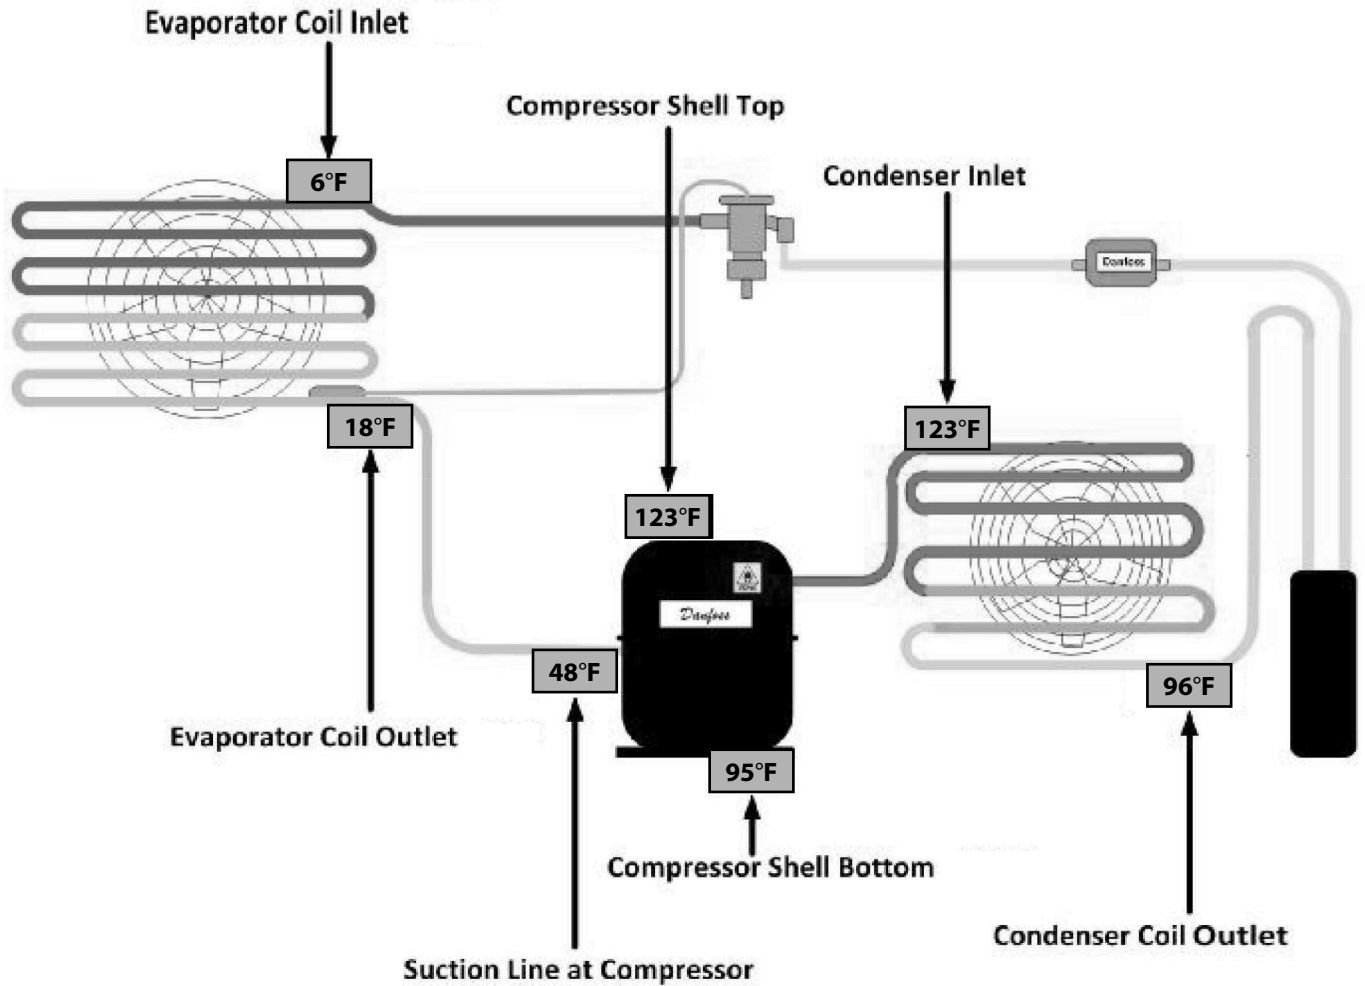 Evaporator Coil Inlet
Compressor Shell Top
6°F
Condenser Inlet
Danfoss
18°F
123°F
123°F
Danfoss
48°F
96°F
Evaporator Coil Outlet
95°F
Compressor Shell Bottom
Condenser Coil Outlet
Suction Line at Compressor